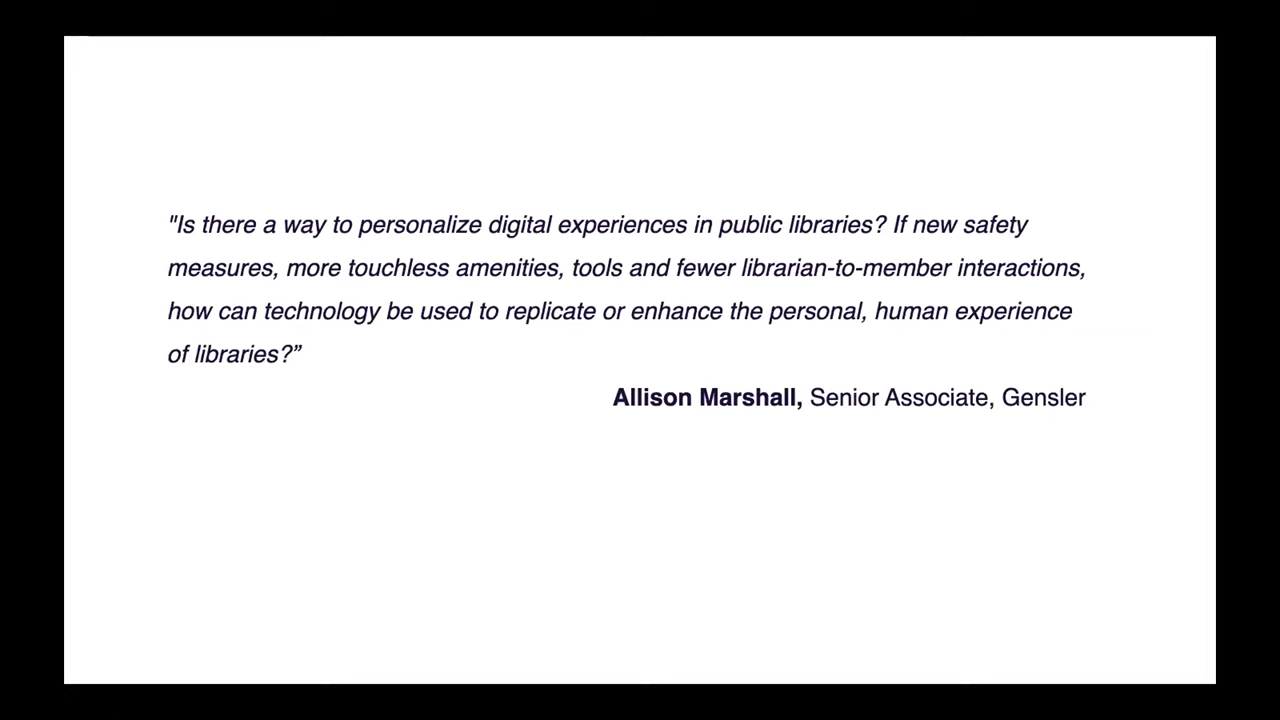 "Is there a way to personalize digital experiences in public libraries? If new safety
measures, more touchless amenities, tools and fewer librarian-to-member interactions,
how can technology be used to replicate or enhance the personal, human experience
of libraries?”
Allison Marshall, Senior Associate, Gensler